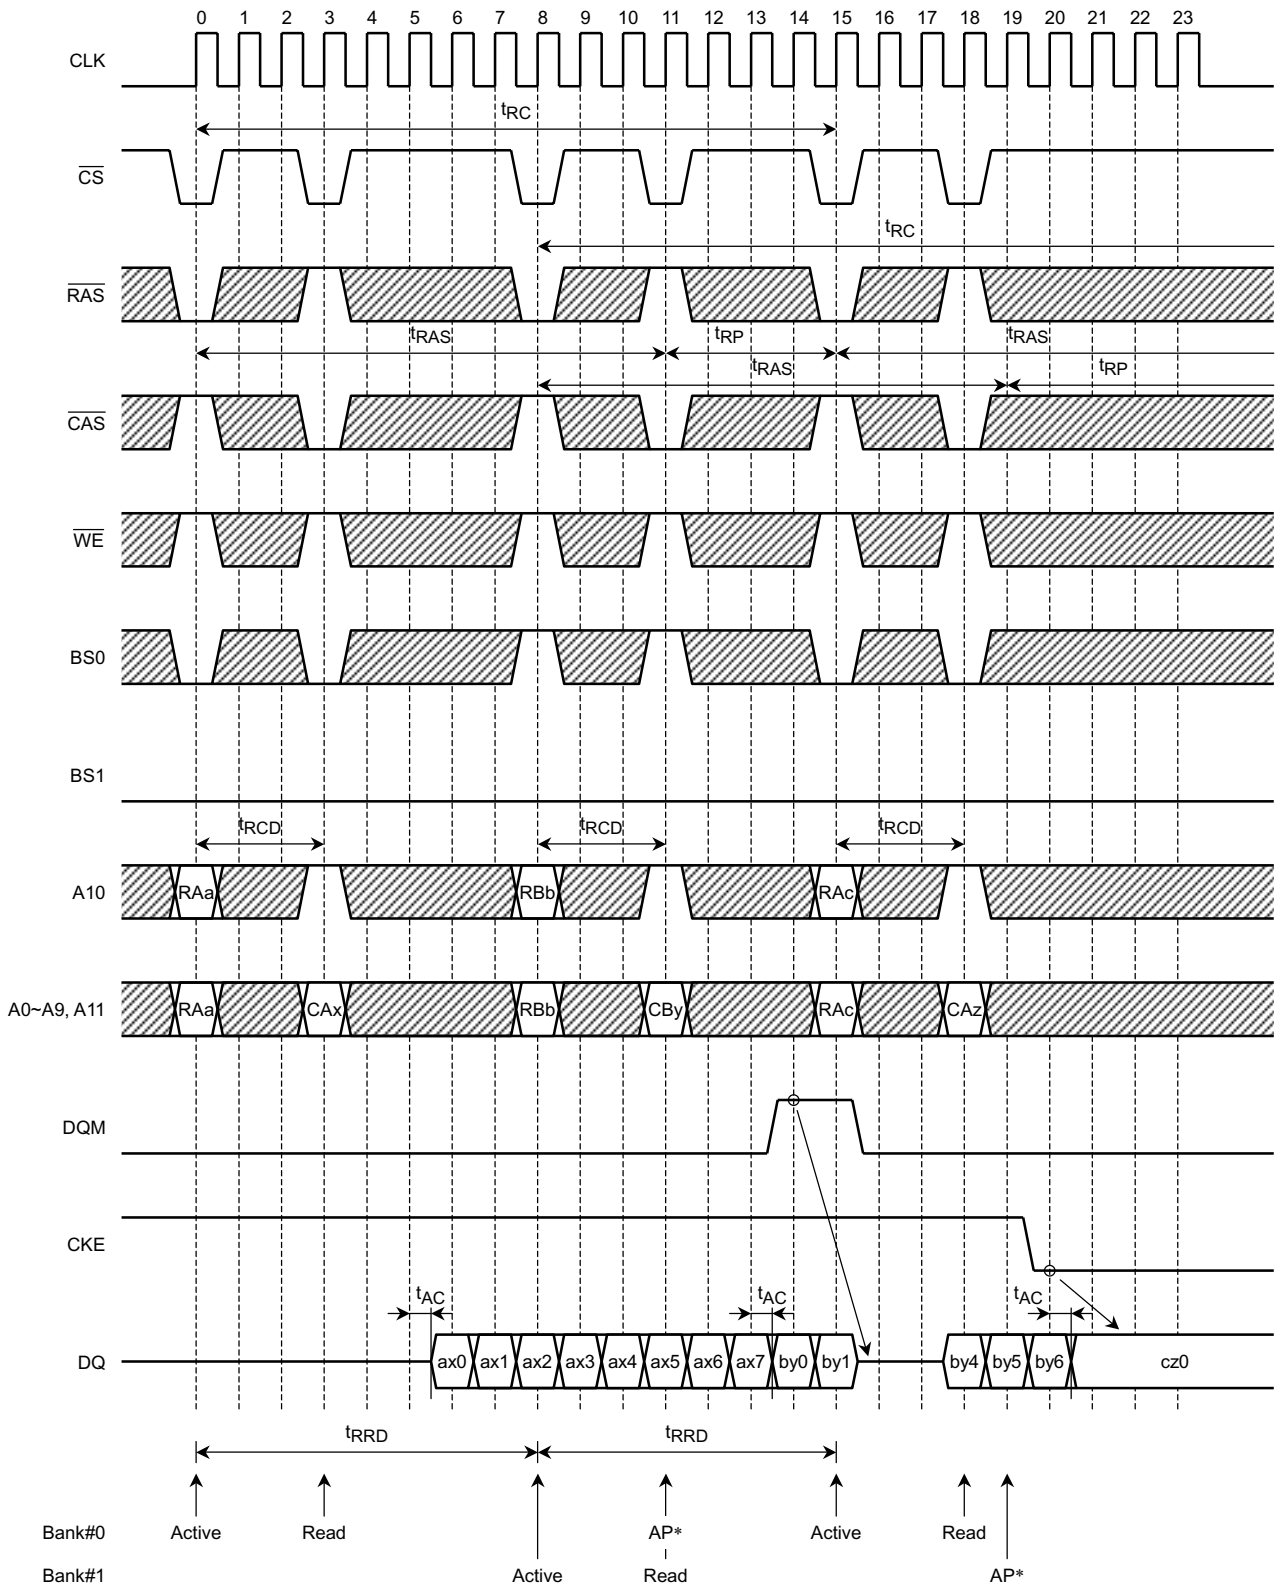 0 1 2 3 4 5 6 7 8 9 10 11 12 13 14 15 16 17 18 19 20 21 22 23
CLK
tRC
CS
tRC
RAS
tRAS tRP tRAS
tRAS tRP
CAS
WE
BS0
BS1
tRCD tRCD tRCD
A10 RAa RBb RAc
A0~A9, A11 RAa CAx RBb CBy RAc CAz
DQM
CKE
tAC tAC tAC
DQ ax0 ax1 ax2 ax3 ax4 ax5 ax6 ax7 by0 by1 by4 by5 by6 cz0
tRRD tRRD
Bank#0 Active Read AP* Active Read
Bank#1 Active Read AP*